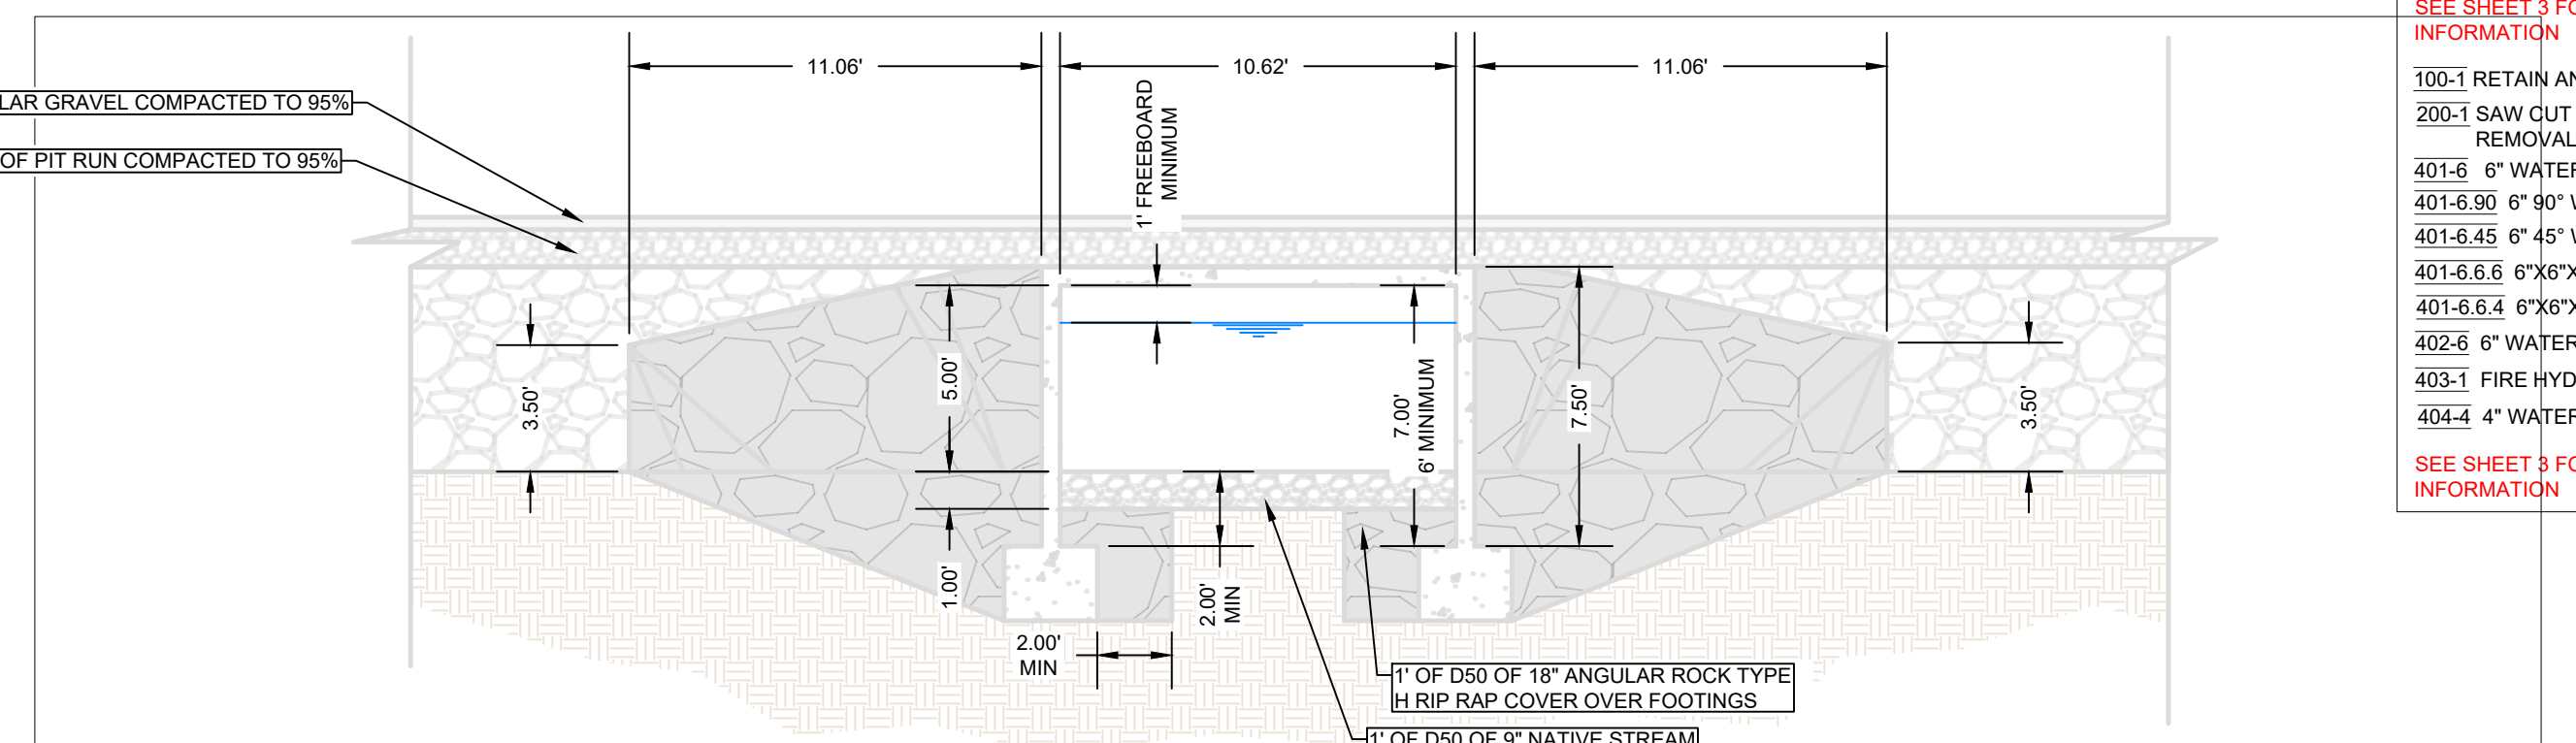 11.06'
10.62'
11.06'
LAR GRAVEL COMPACTED TO 95%
OF PIT RUN COMPACTED TO 95%
1' FREEBOARD
MINIMUM
3.50'
5.00'
1.00'
7.00'
6' MINIMUM
7.50'
3.50'
2.00'
MIN
2.00'
MIN
1' OF D50 OF 18" ANGULAR ROCK TYPE
H RIP RAP COVER OVER FOOTINGS
1' OF D50 OF 9" NATIVE STREAM
SEE SHEET 3 FO
INFORMATION
100-1 RETAIN AN
200-1 SAW CUT
REMOVAL
401-6 6" WATER
401-6.90 6" 90° W
401-6.45 6" 45° W
401-6.6.6 6"X6"X
401-6.6.4 6"X6"X
402-6 6" WATER
403-1 FIRE HYD
404-4 4" WATER
SEE SHEET 3 FO
INFORMATION